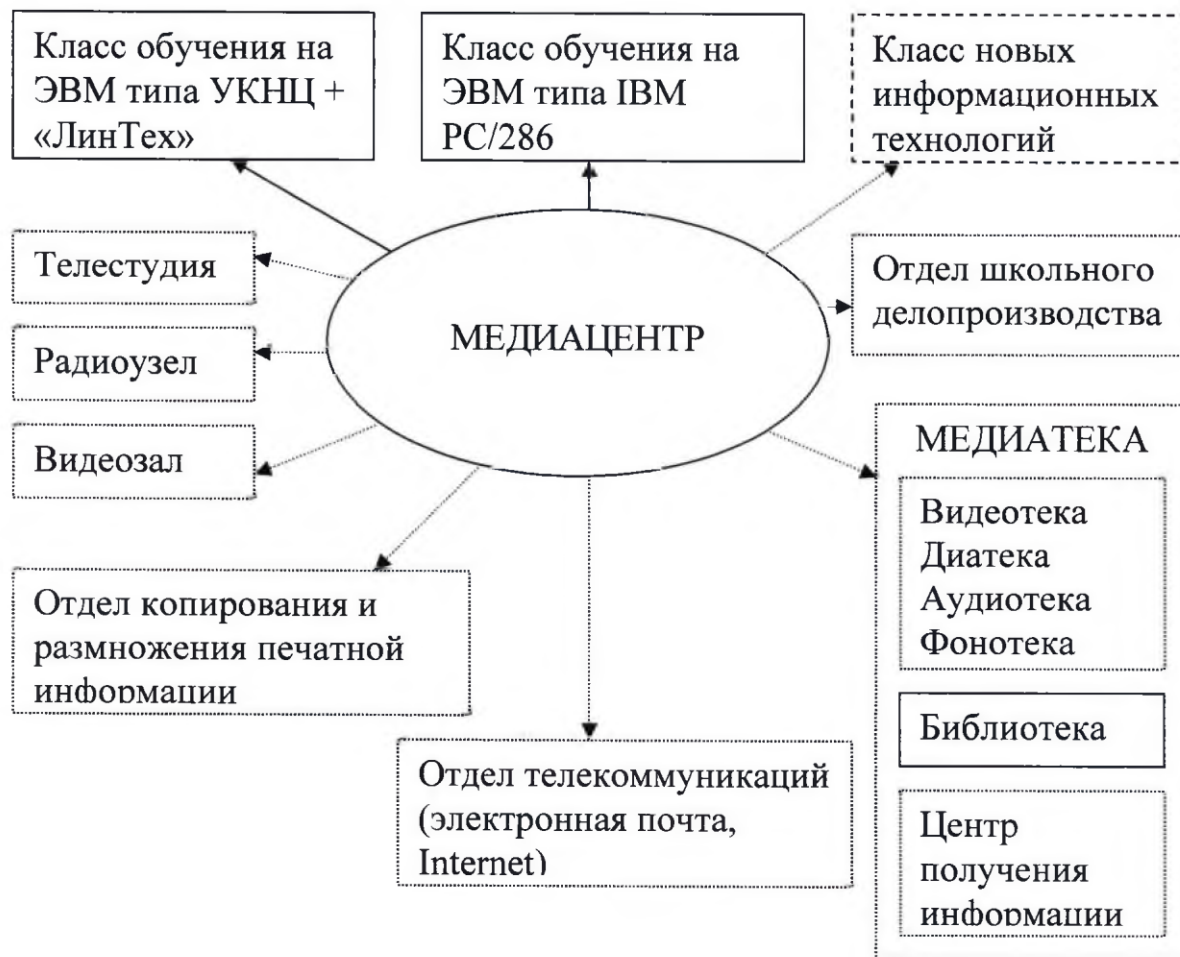 Класс обучения на
ЭВМ типа УКНЦ +
«ЛинТех»
Класс обучения на
ЭВМ типа IBM
PC/286
Класс новых
информационных
технологий
Телестудия
Радиоузел
Видеозал
МЕДИАЦЕНТР
Отдел школьного
делопроизводства
МЕДИАТЕКА
Видеотека
Диатека
Аудиотека
Фонотека
Библиотека
Центр
получения
информации
Отдел копирования и
размножения печатной
информации
Отдел телекоммуникаций
(электронная почта,
Internet)